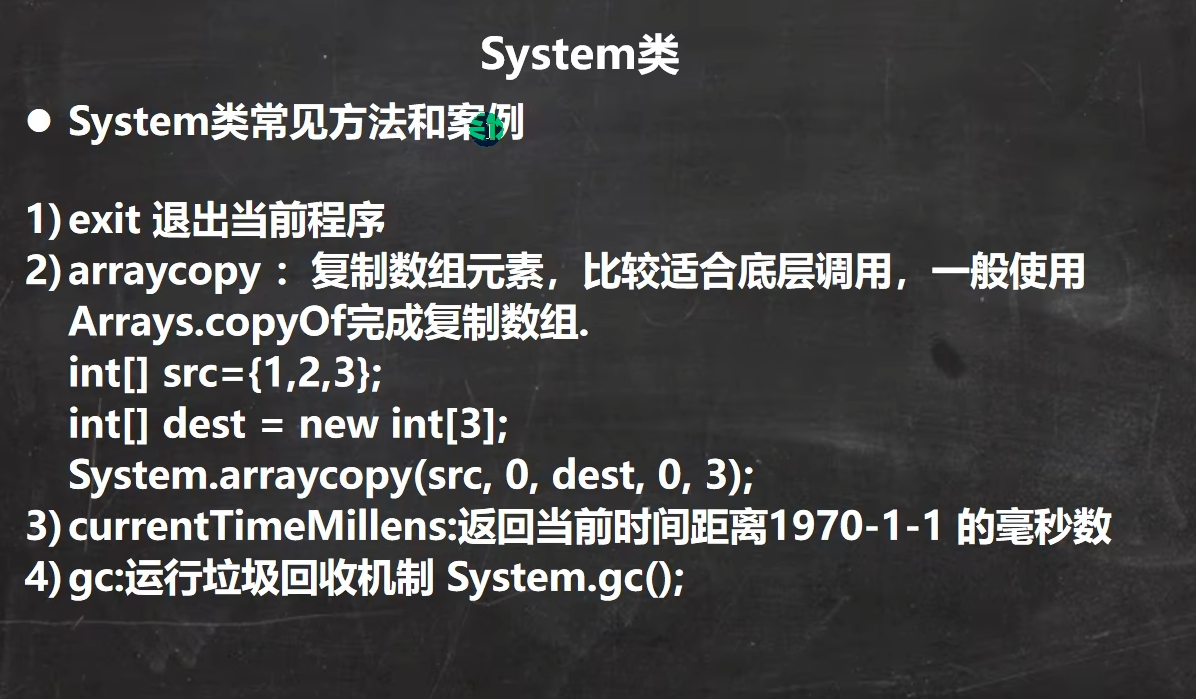 System类
● System类常见方法和案例
1) exit 退出当前程序
2) arraycopy ：复制数组元素，比较适合底层调用，一般使用
Arrays.copyOf完成复制数组.
int[] src={1,2,3};
int[] dest = new int[3];
System.arraycopy(src, 0, dest, 0, 3);
3) currentTimeMillens:返回当前时间距离1970-1-1 的毫秒数
4) gc:运行垃圾回收机制 System.gc();